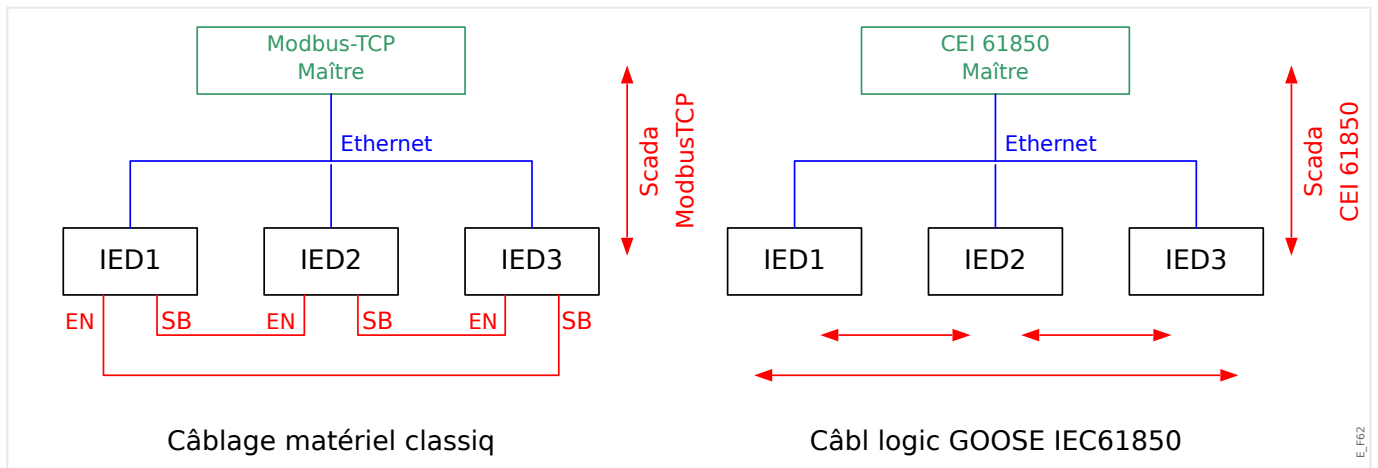 Modbus-TCP
Maître
Ethernet
Scada
ModbusTCP
IED1
IED2
IED3
EN
SB
EN
SB
EN
SB
Câblage matériel classiq
CEI 61850
Maître
Ethernet
Scada
CEI 61850
IED1
IED2
IED3
Câbl logic GOOSE IEC61850
E_F62